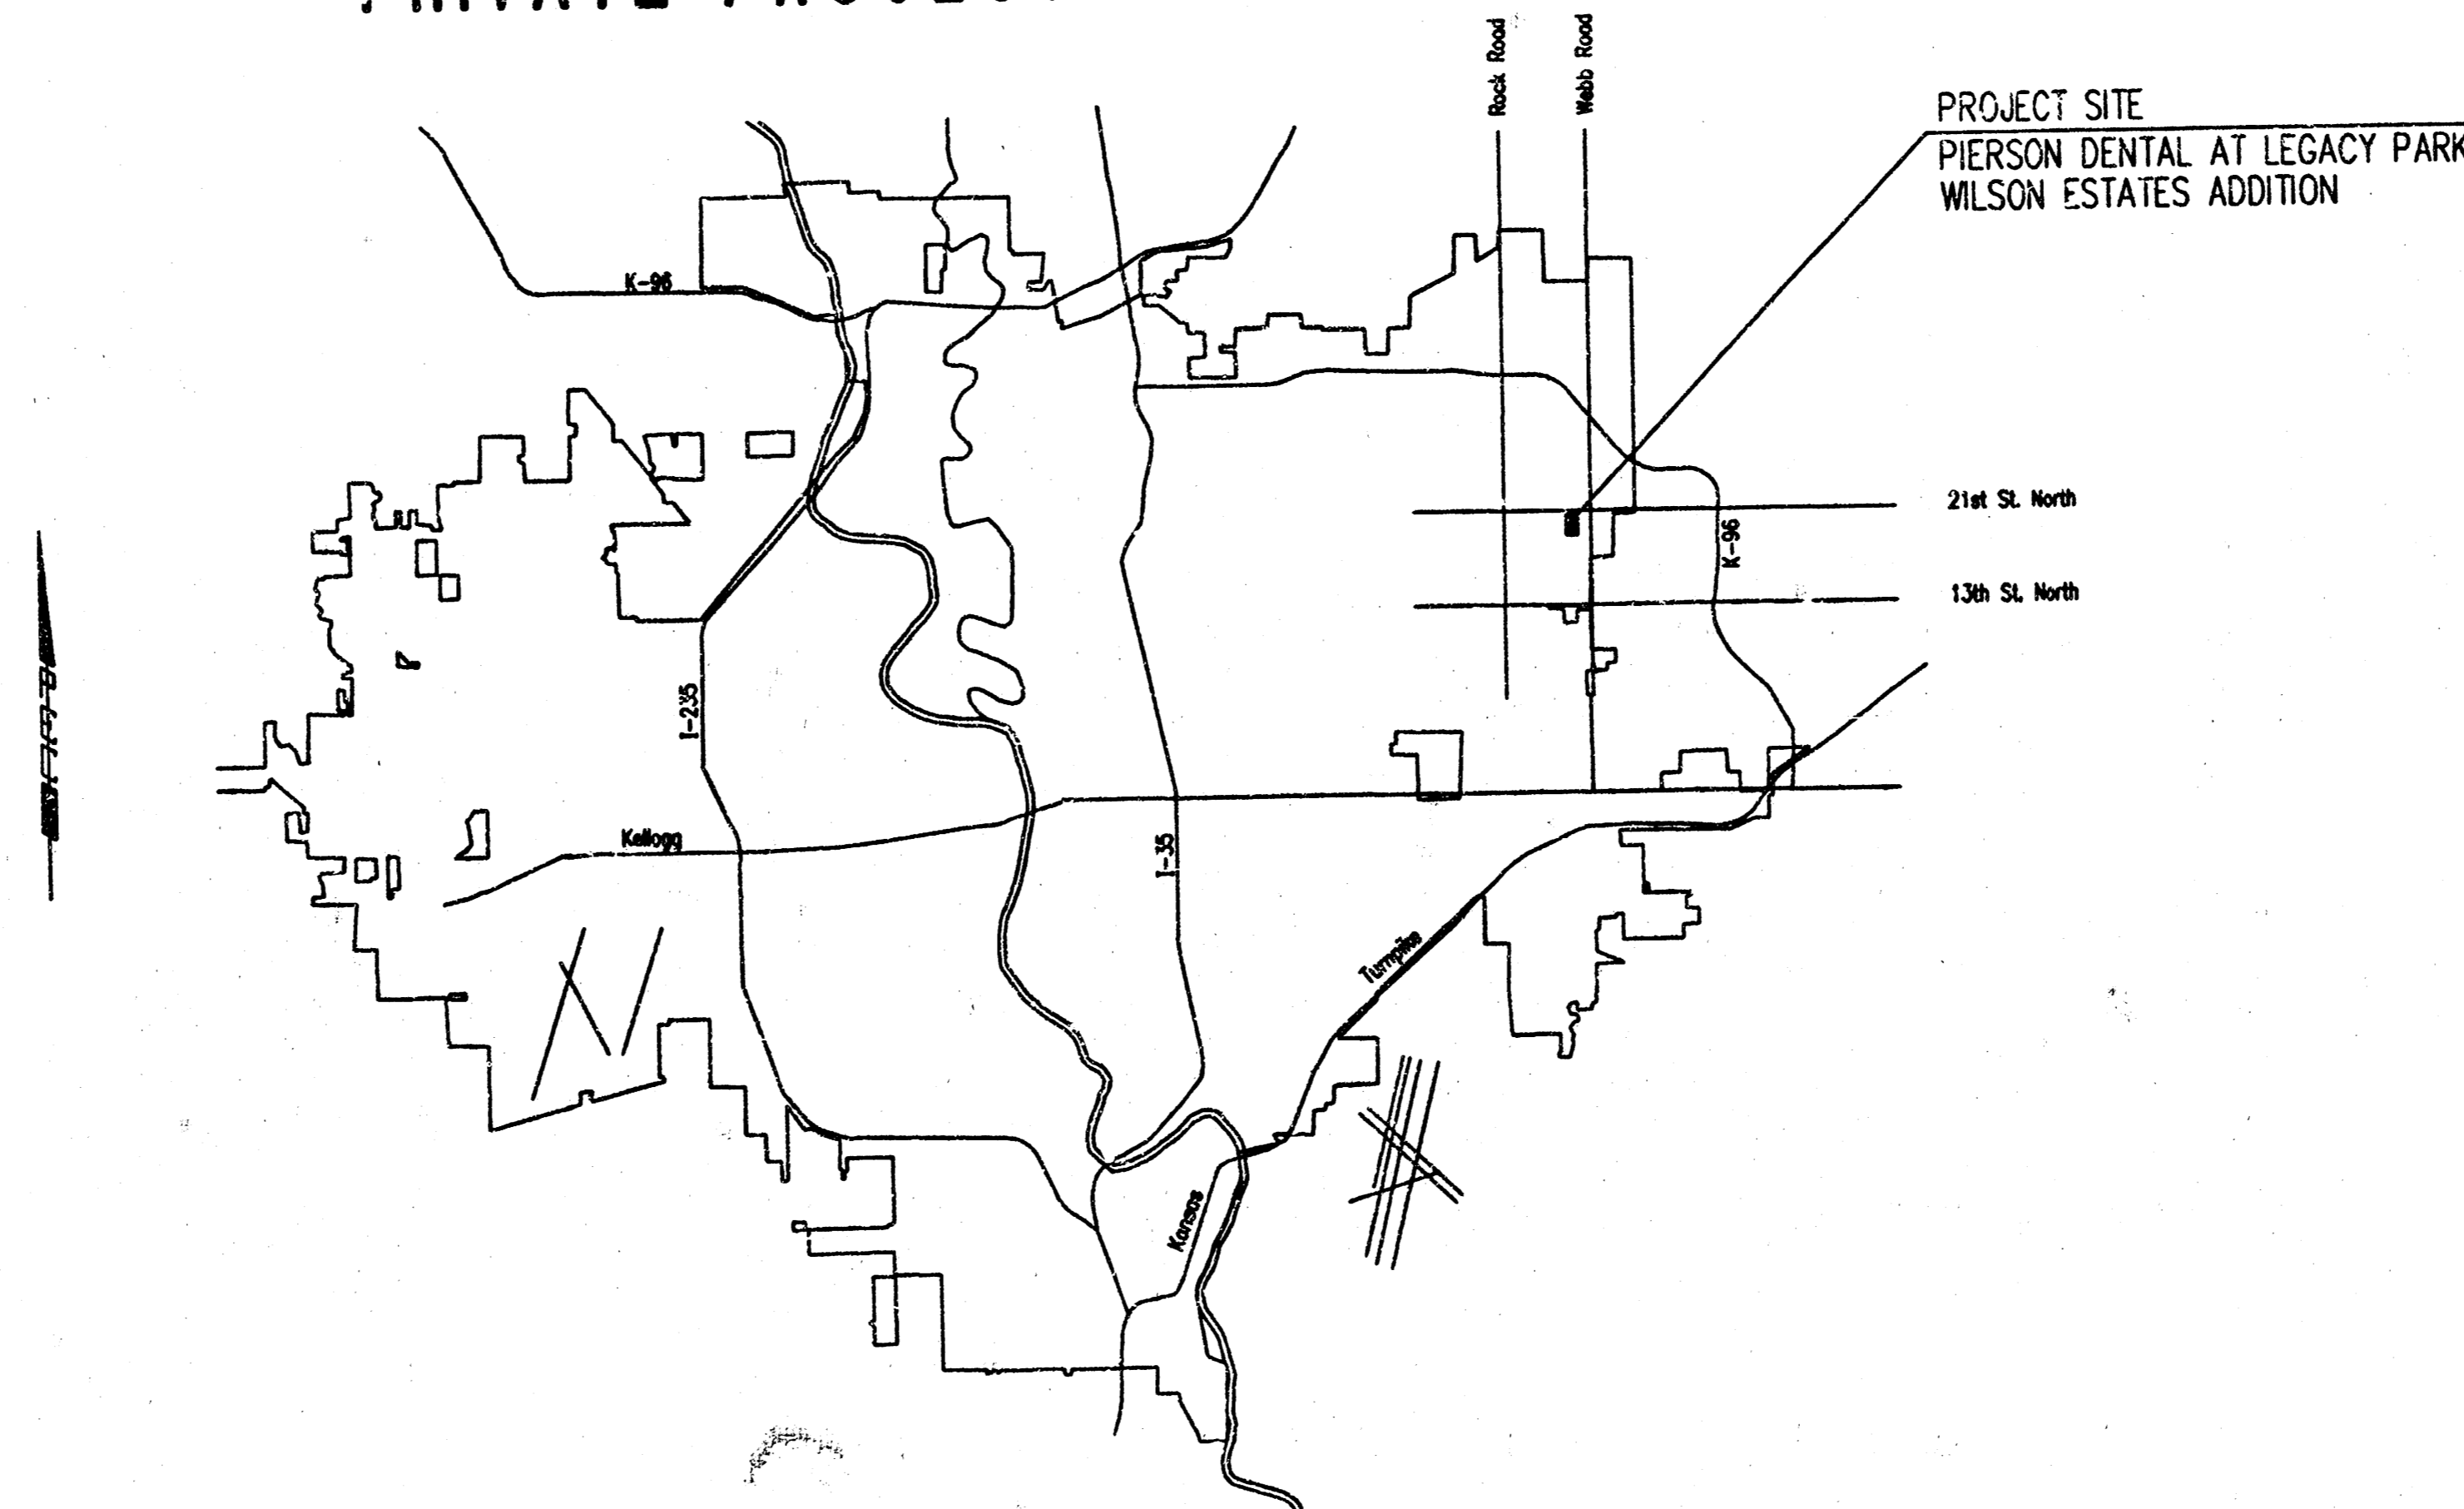 Rock Road
Webb Road
PROJECT SITE
PIERSON DENTAL AT LEGACY PARK
WILSON ESTATES ADDITION
K-96
21st St. North
K-96
13th St. North
I-235
Kellogg
I-35
Turnpike
Kansas